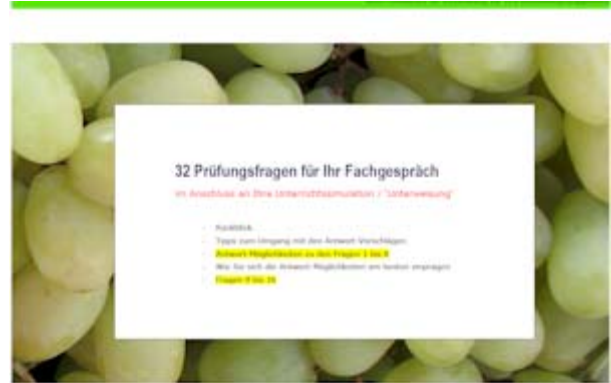 32 Prüfungsfragen für Ihr Fachgespräch
im Anschluss an Ihre Unterrichtssimulation / "Unterweisung"
Rückblick
Tipps zum Umgang mit den Antwort-Vorschlägen
Antwort-Möglichkeiten zu den Fragen 1 bis 8
Wie Sie sich die Antwort-Möglichkeiten am besten einprägen
Fragen 9 bis 16